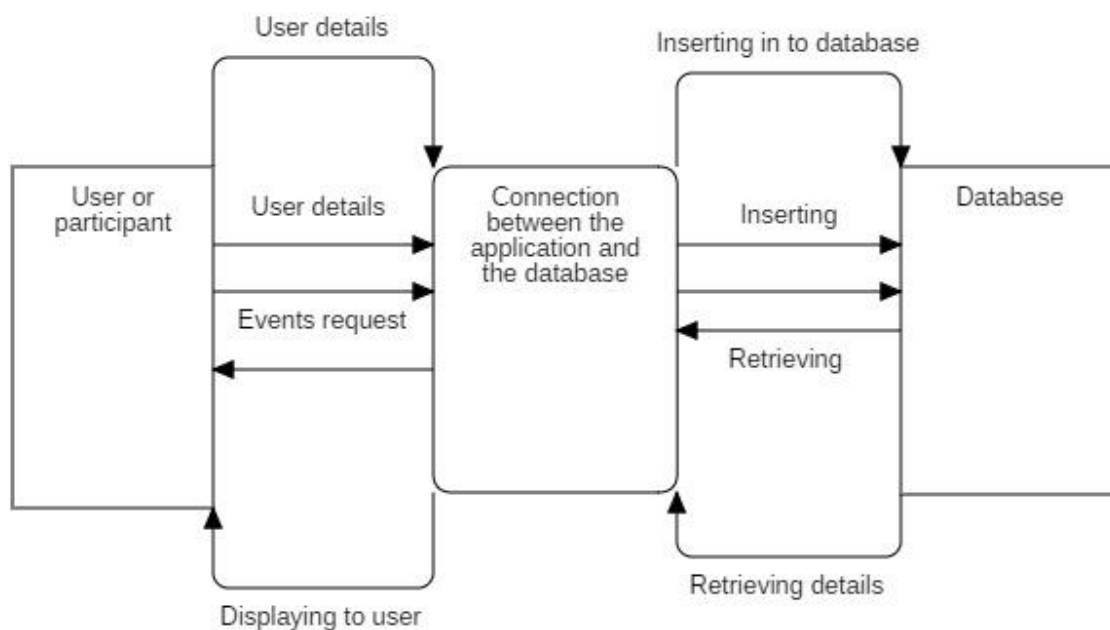 User details
Inserting in to database
User or
participant
User details
Connection
between the
application and
the database
Inserting
Database
Events request
Retrieving
Retrieving details
Displaying to user